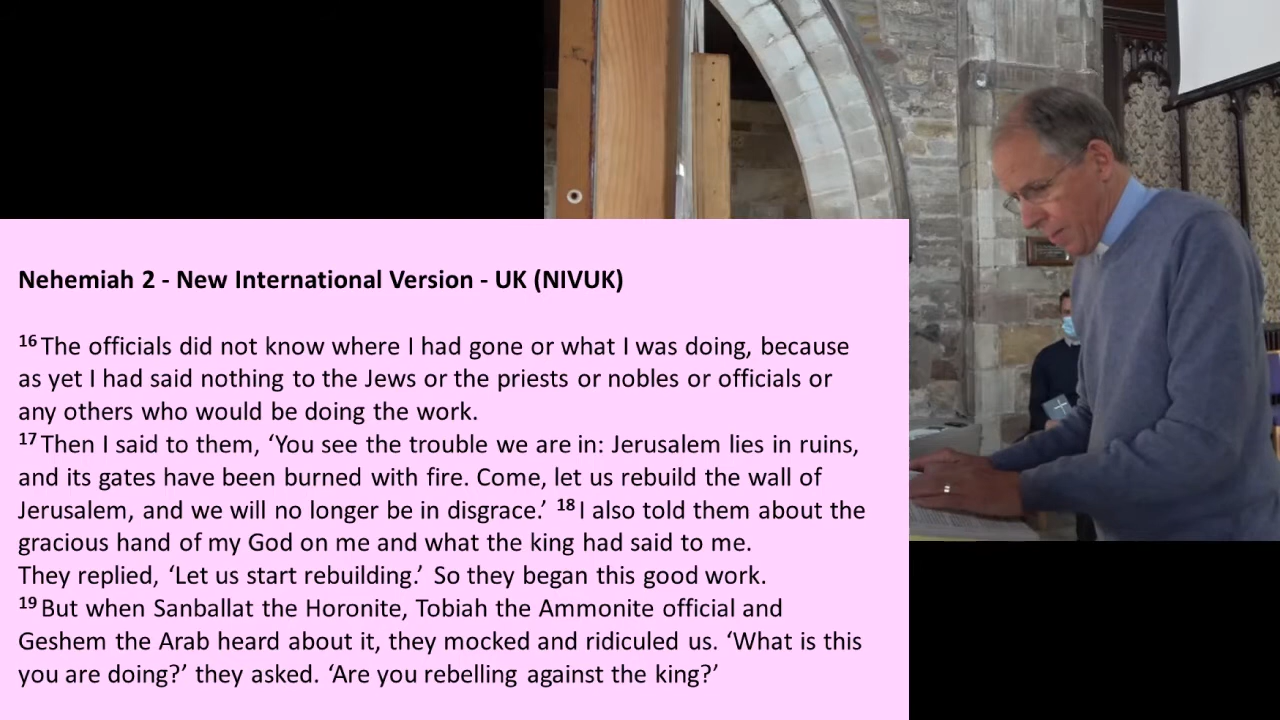 Nehemiah 2 - New International Version - UK (NIVUK)
16 The officials did not know where I had gone or what I was doing, because
as yet I had said nothing to the Jews or the priests or nobles or officials or
any others who would be doing the work.
17 Then I said to them, ‘You see the trouble we are in: Jerusalem lies in ruins,
and its gates have been burned with fire. Come, let us rebuild the wall of
Jerusalem, and we will no longer be in disgrace.’ 18 I also told them about the
gracious hand of my God on me and what the king had said to me.
They replied, ‘Let us start rebuilding.’ So they began this good work.
19 But when Sanballat the Horonite, Tobiah the Ammonite official and
Geshem the Arab heard about it, they mocked and ridiculed us. ‘What is this
you are doing?’ they asked. ‘Are you rebelling against the king?’